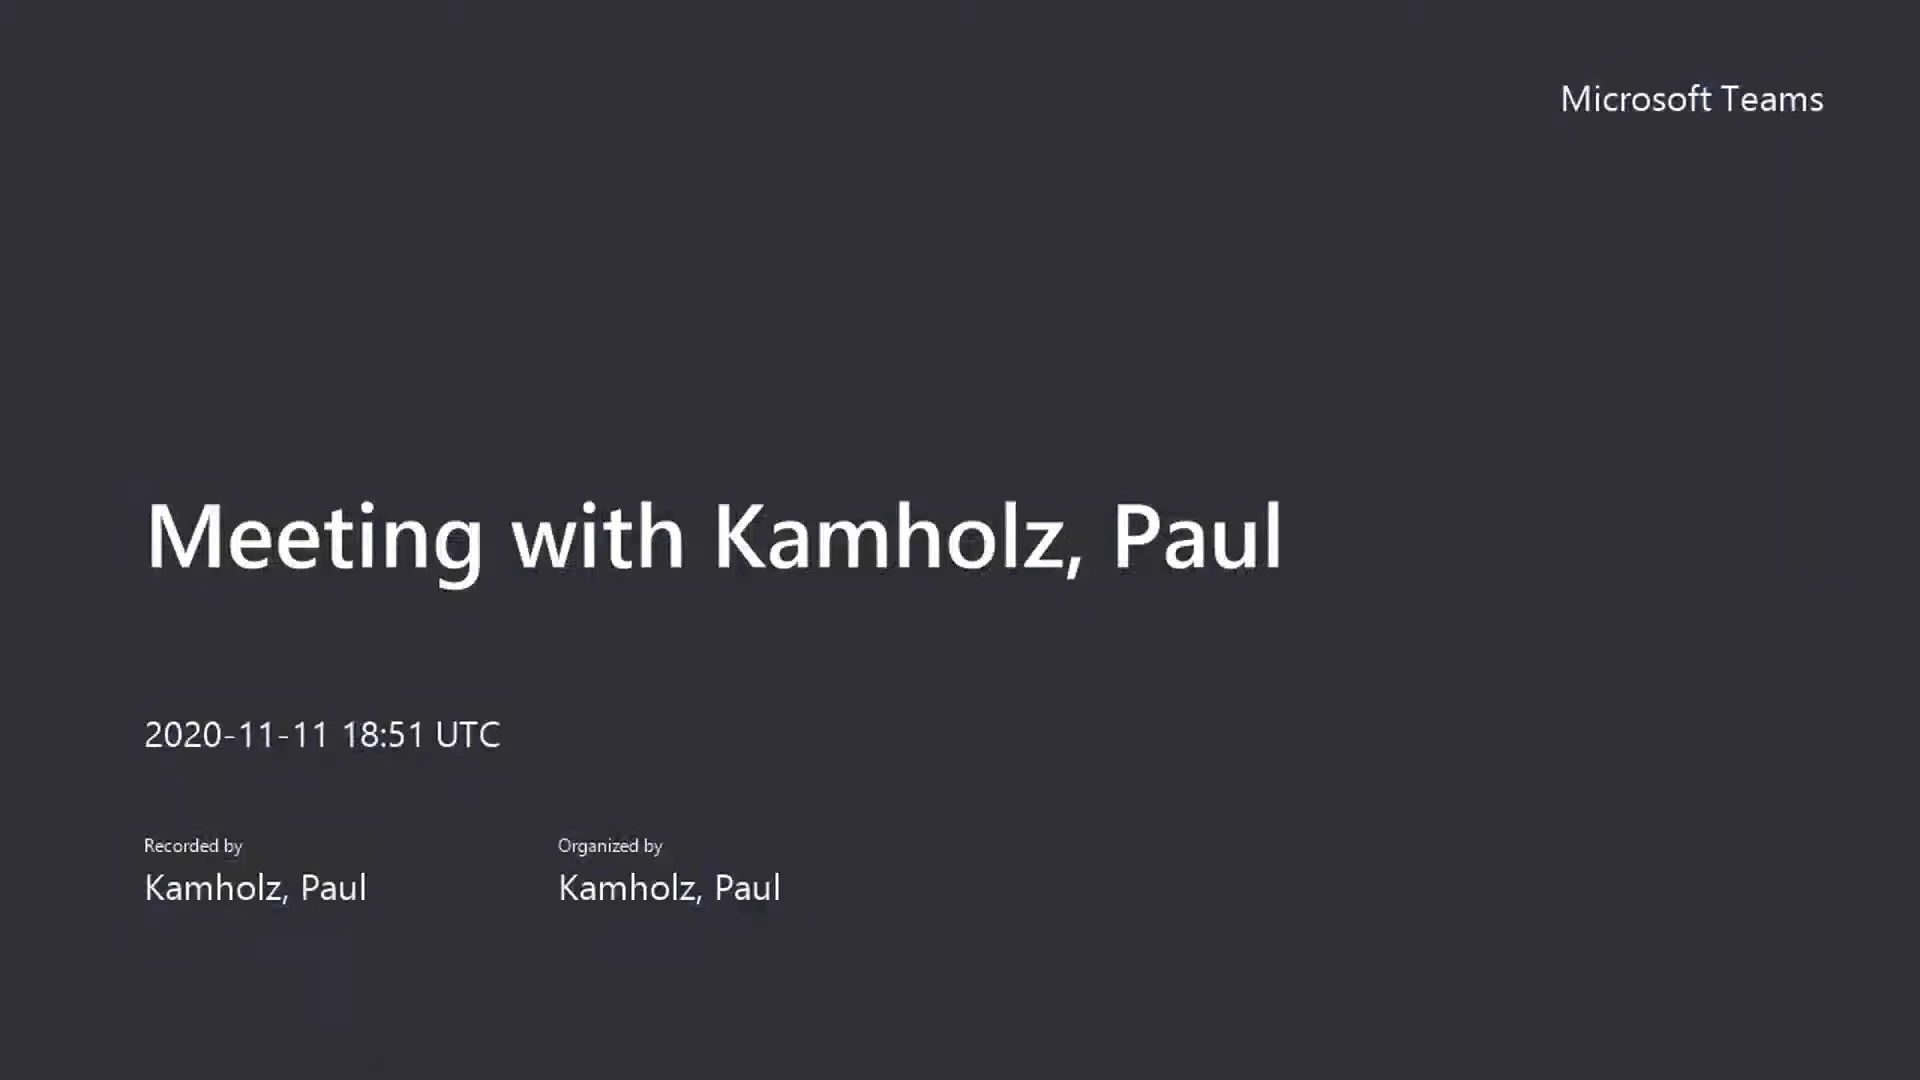 Microsoft Teams
Meeting with Kamholz, Paul
2020-11-11 18:51 UTC
Recorded by
Kamholz, Paul
Organized by
Kamholz, Paul